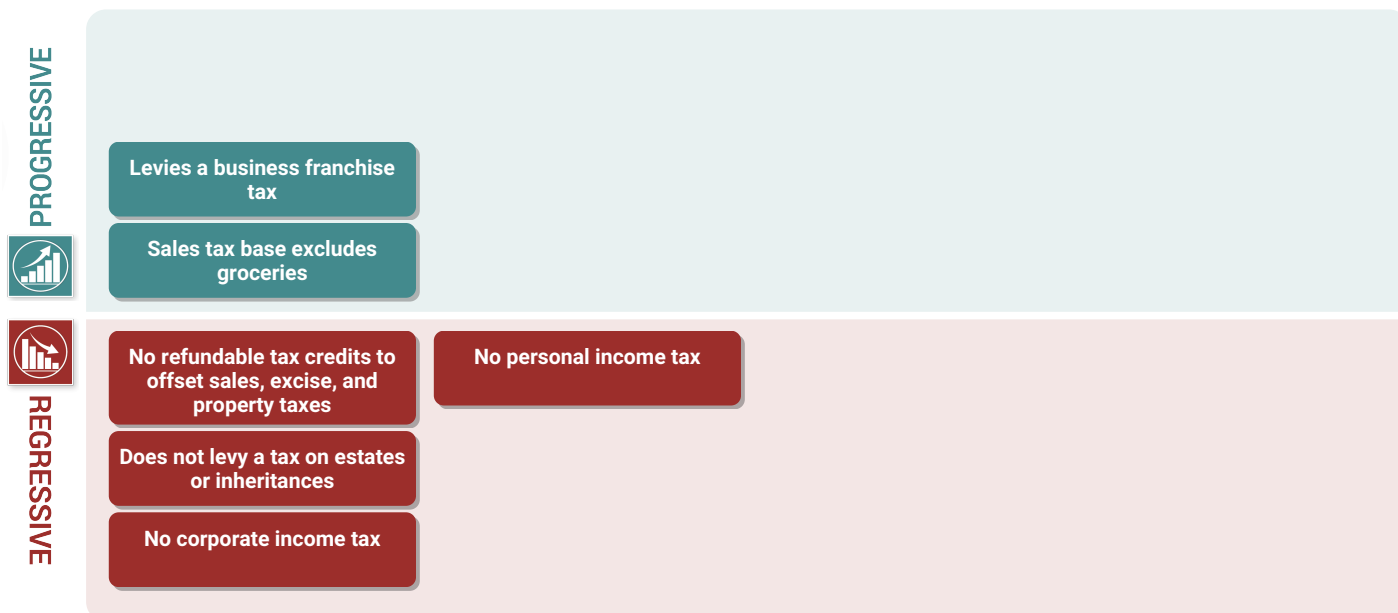 PROGRESSIVE
Levies a business franchise
tax
Sales tax base excludes
groceries
REGRESSIVE
No refundable tax credits to
offset sales, excise, and
property taxes
Does not levy a tax on estates
or inheritances
No corporate income tax
No personal income tax